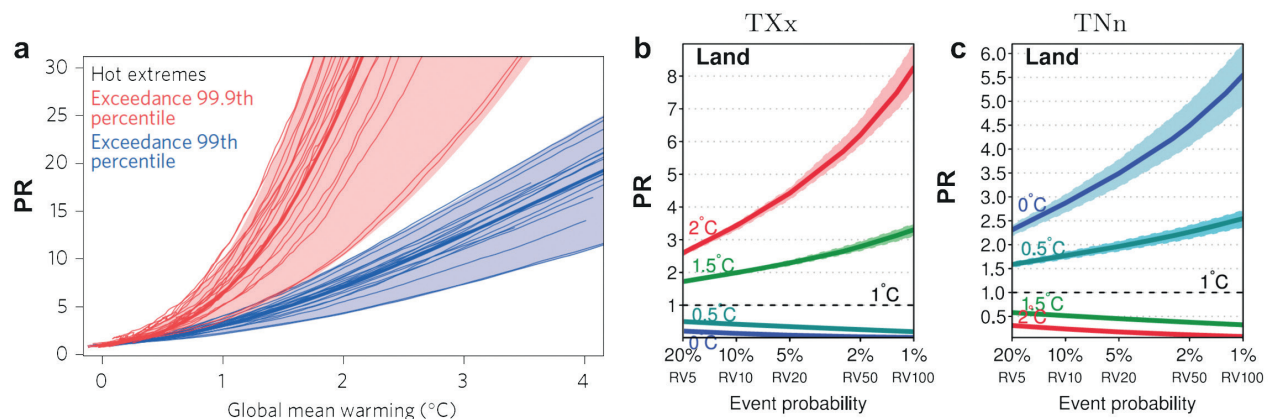 a
30
25
20
15
10
5
0
PR
Hot extremes
Exceedance 99.9th
percentile
Exceedance 99th
percentile
0 1 2 3 4
Global mean warming (°C)
TXx
b
Land
8
7
6
5
4
3
2
1
PR
2°C
1.5°C
1°C
0.5°C
0°C
20% 10% 5% 2% 1%
RV5 RV10 RV20 RV50 RV100
Event probability
TNn
c
Land
6.0
5.5
5.0
4.5
4.0
3.5
3.0
2.5
2.0
1.5
1.0
0.5
PR
0°C
0.5°C
1°C
1.5°C
2°C
20% 10% 5% 2% 1%
RV5 RV10 RV20 RV50 RV100
Event probability